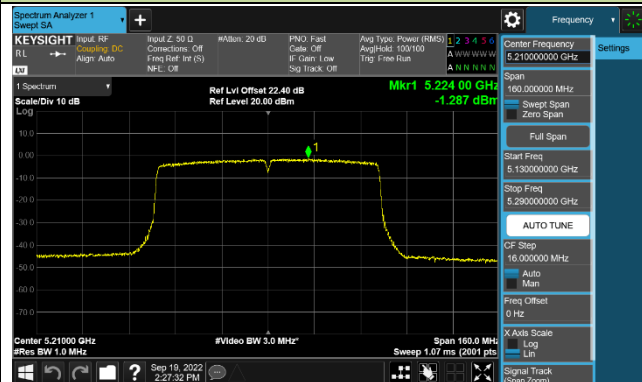 Spectrum Analyzer 1
Swept SA
Frequency
KEYSIGHT
Input: RF
Coupling: DC
Align: Auto
RL
LXI
Input Z: 50 Ω
Corrections: Off
Freq Ref: Int (S)
NFE: Off
#Atten: 20 dB
PNO: Fast
Gate: Off
IF Gain: Low
Sig Track: Off
Avg Type: Power (RMS)
Avg|Hold: 100/100
Trig: Free Run
1 2 3 4 5 6
A W W W W W
A N N N N N
1 Spectrum
Scale/Div 10 dB
Ref Lvl Offset 22.40 dB
Ref Level 20.00 dBm
Mkr1 5.224 00 GHz
-1.287 dBm
Log
10.0
0.00
-10.0
-20.0
-30.0
-40.0
-50.0
-60.0
-70.0
1
Center 5.21000 GHz
#Res BW 1.0 MHz
#Video BW 3.0 MHz*
Span 160.0 MHz
Sweep 1.07 ms (2001 pts)
Sep 19, 2022
2:27:32 PM
Center Frequency
5.210000000 GHz
Settings
Span
160.000000 MHz
Swept Span
Zero Span
Full Span
Start Freq
5.130000000 GHz
Stop Freq
5.290000000 GHz
AUTO TUNE
CF Step
16.000000 MHz
Auto
Man
Freq Offset
0 Hz
X Axis Scale
Log
Lin
Signal Track
(Span Zoom)